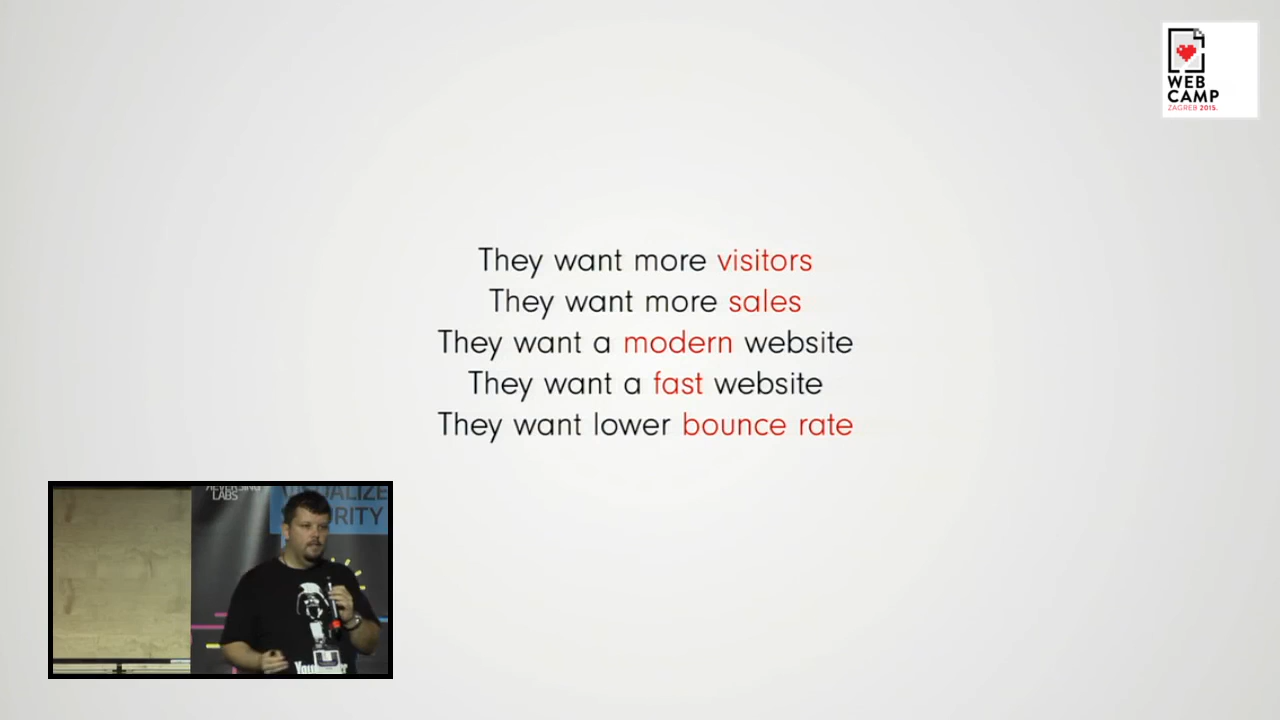 WEB
CAMP
ZAGREB 2015.
They want more visitors
They want more sales
They want a modern website
They want a fast website
They want lower bounce rate
LABS